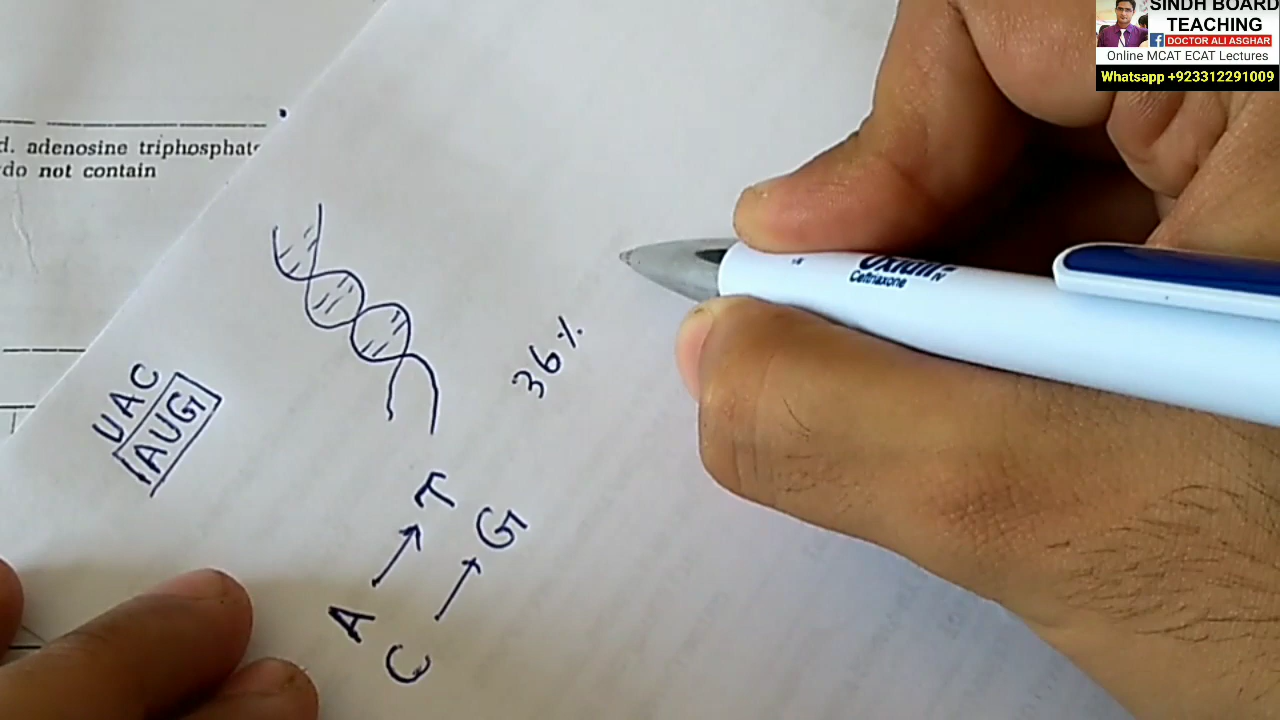 SINDH BOARD
TEACHING
DOCTOR ALI ASGHAR
Online MCAT ECAT Lectures
Whatsapp +923312291009
d. adenosine triphosphate
do not contain
Ceftriaxone
36 %
UAC
AUG
A → T
C → G